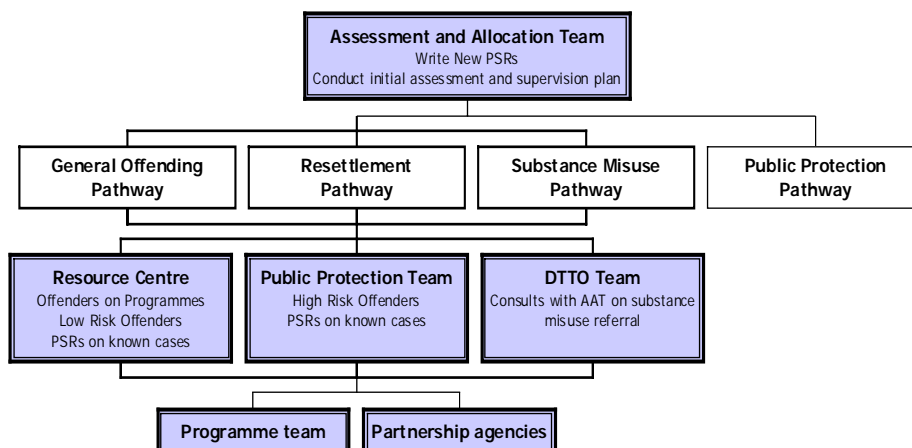 Assessment and Allocation Team
Write New PSRs
Conduct initial assessment and supervision plan
General Offending
Pathway
Resettlement
Pathway
Substance Misuse
Pathway
Public Protection
Pathway
Resource Centre
Offenders on Programmes
Low Risk Offenders
PSRs on known cases
Public Protection Team
High Risk Offenders
PSRs on known cases
DTTO Team
Consults with AAT on substance
misuse referral
Programme team
Partnership agencies